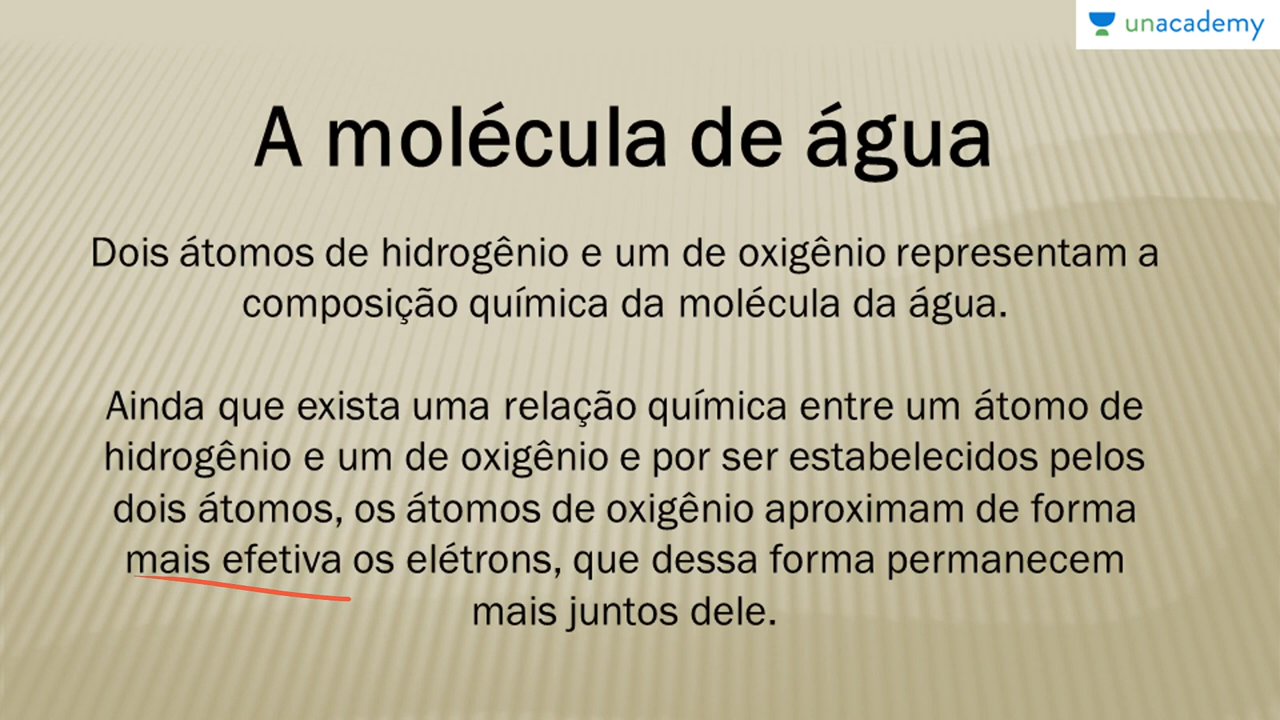 unacademy
A molécula de água
Dois átomos de hidrogênio e um de oxigênio representam a
composição química da molécula da água.
Ainda que exista uma relação química entre um átomo de
hidrogênio e um de oxigênio e por ser estabelecidos pelos
dois átomos, os átomos de oxigênio aproximam de forma
mais efetiva os elétrons, que dessa forma permanecem
mais juntos dele.